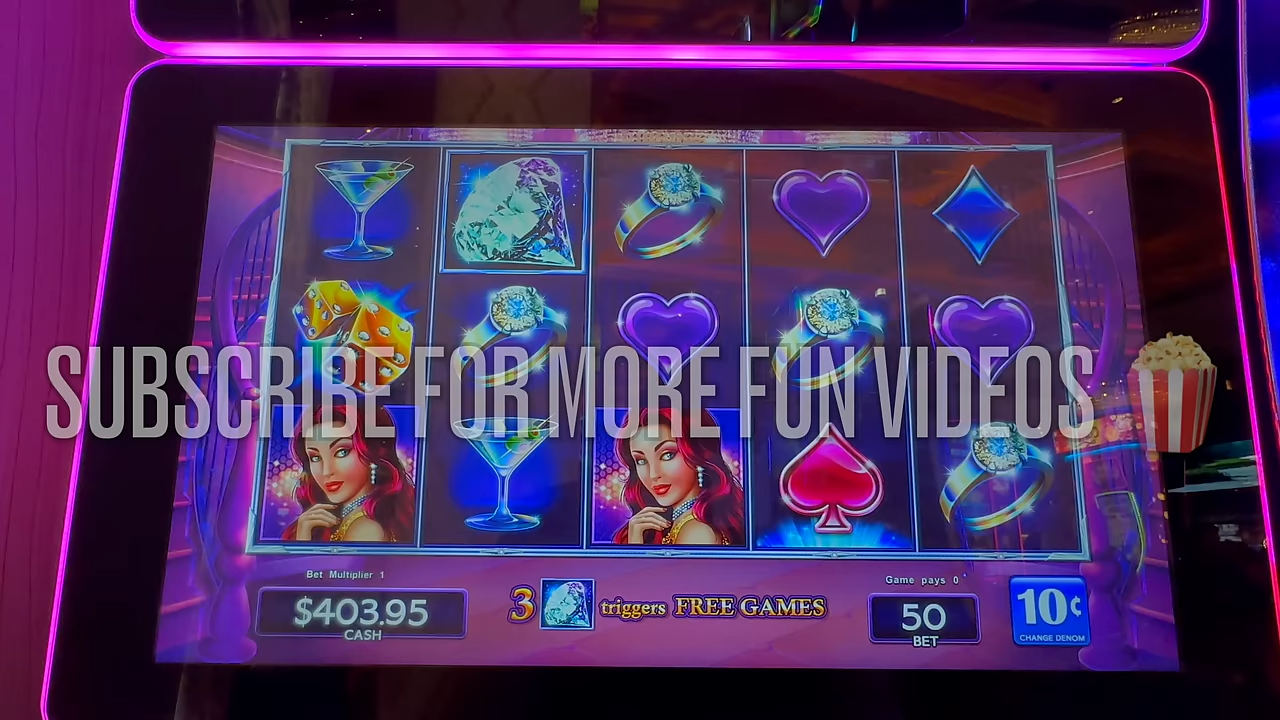 SUBSCRIBE FOR MORE FUN VIDEOS
Bet Multiplier 1
$403.95
CASH
3 triggers FREE GAMES
Game pays 0
50
BET
10¢
CHANGE DENOM